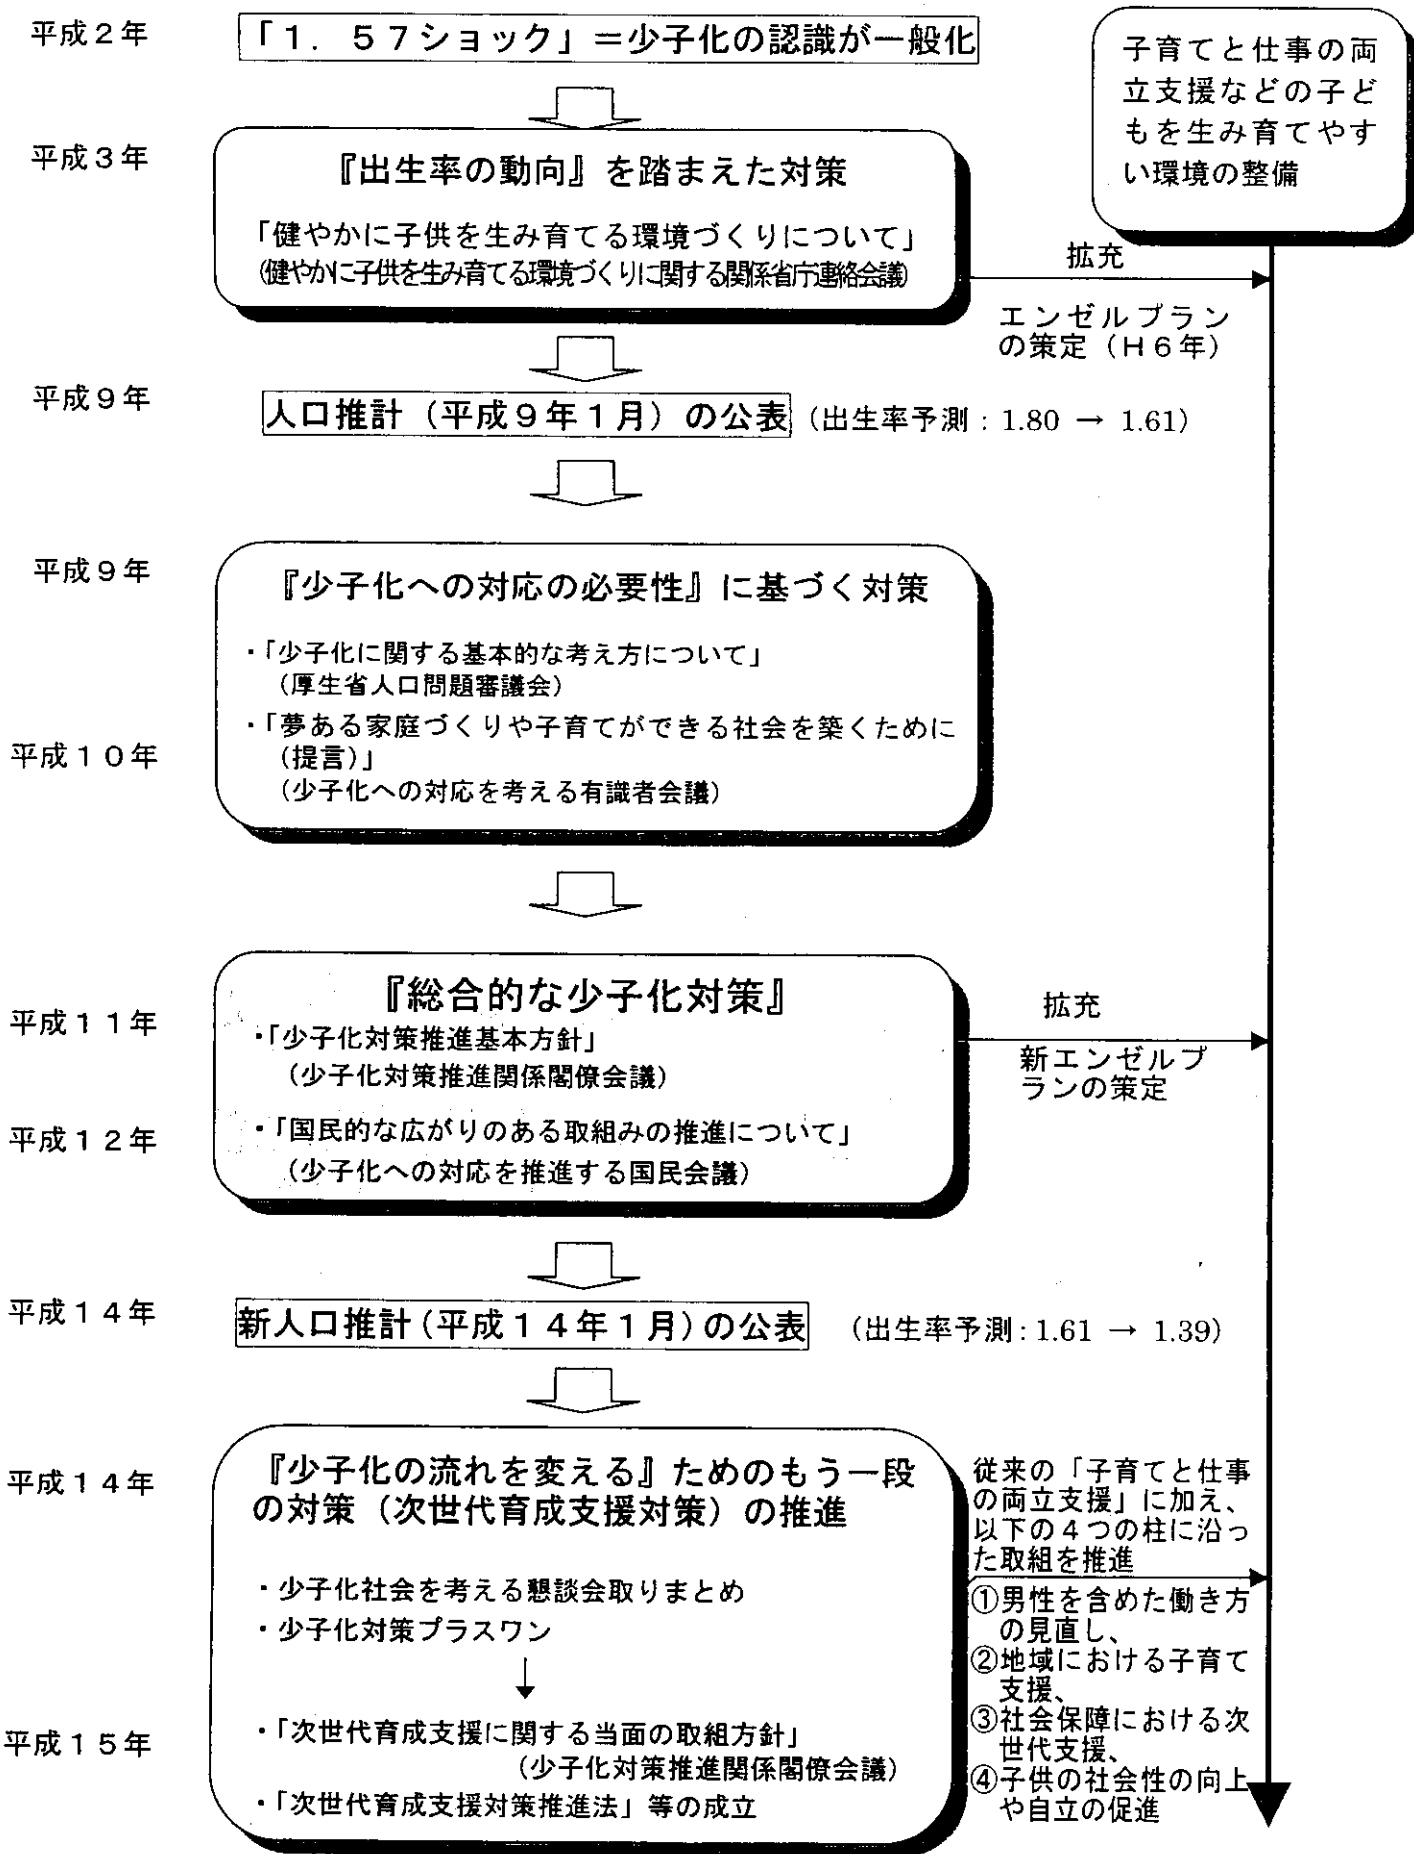 平成２年
「１．５７ショック」＝少子化の認識が一般化
子育てと仕事の両
立支援などの子ど
もを生み育てやす
い環境の整備
平成３年
『出生率の動向』を踏まえた対策
「健やかに子供を生み育てる環境づくりについて」
(健やかに子供を生み育てる環境づくりに関する関係省庁連絡会議)
拡充
エンゼルプラン
の策定（Ｈ６年）
平成９年
人口推計（平成９年１月）の公表 (出生率予測：1.80 → 1.61)
平成９年
『少子化への対応の必要性』に基づく対策
・「少子化に関する基本的な考え方について」
（厚生省人口問題審議会）
平成１０年
・「夢ある家庭づくりや子育てができる社会を築くために
（提言）」
（少子化への対応を考える有識者会議）
『総合的な少子化対策』
平成１１年
・「少子化対策推進基本方針」
（少子化対策推進関係閣僚会議）
拡充
新エンゼルプ
ランの策定
平成１２年
・「国民的な広がりのある取組みの推進について」
（少子化への対応を推進する国民会議）
平成１４年
新人口推計(平成１４年１月)の公表 (出生率予測：1.61 → 1.39)
平成１４年
『少子化の流れを変える』ためのもう一段
の対策（次世代育成支援対策）の推進
・少子化社会を考える懇談会取りまとめ
・少子化対策プラスワン
↓
平成１５年
・「次世代育成支援に関する当面の取組方針」
（少子化対策推進関係閣僚会議）
・「次世代育成支援対策推進法」等の成立
従来の「子育てと仕事
の両立支援」に加え、
以下の４つの柱に沿っ
た取組を推進
①男性を含めた働き方
の見直し、
②地域における子育て
支援、
③社会保障における次
世代支援、
④子供の社会性の向上
や自立の促進